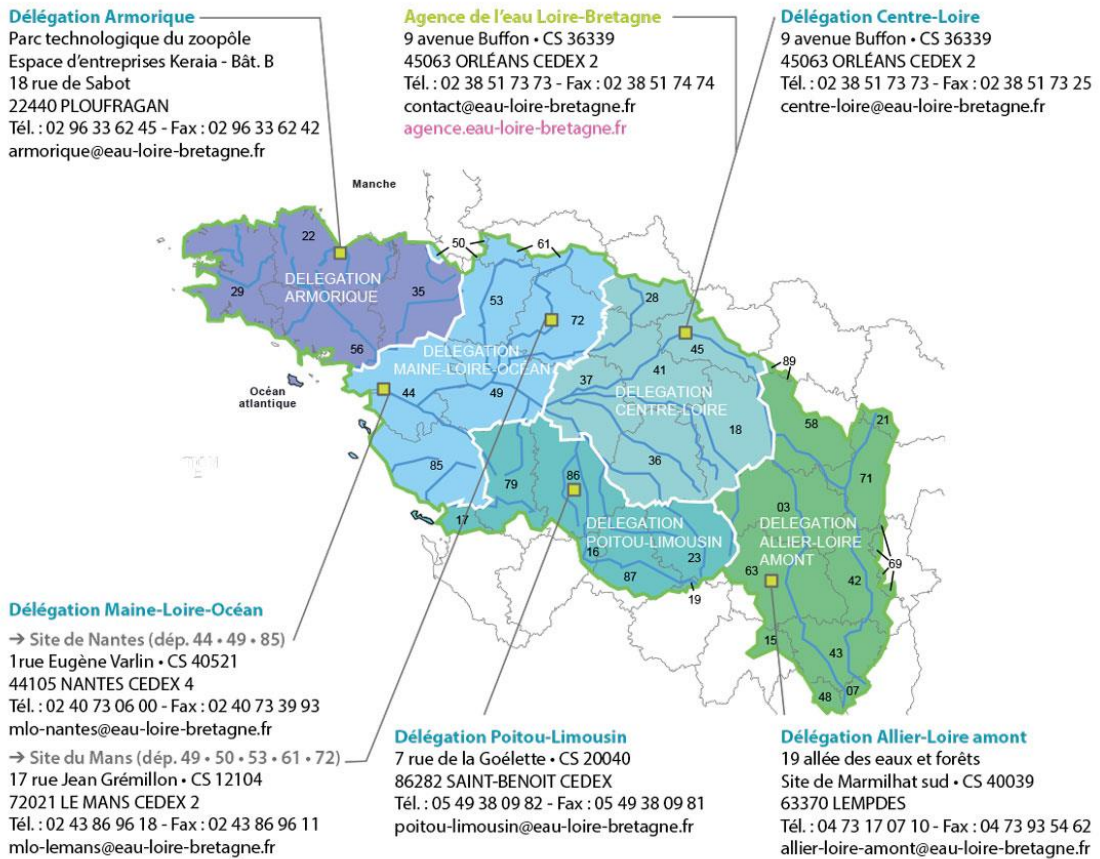 Délégation Armorique
Parc technologique du zoopôle
Espace d'entreprises Keraia - Bât. B
18 rue de Sabot
22440 PLOUFRAGAN
Tél. : 02 96 33 62 45 - Fax : 02 96 33 62 42
armorique@eau-loire-bretagne.fr
Agence de l'eau Loire-Bretagne
9 avenue Buffon • CS 36339
45063 ORLÉANS CEDEX 2
Tél. : 02 38 51 73 73 - Fax : 02 38 51 74 74
contact@eau-loire-bretagne.fr
agence.eau-loire-bretagne.fr
Délégation Centre-Loire
9 avenue Buffon • CS 36339
45063 ORLÉANS CEDEX 2
Tél. : 02 38 51 73 73 - Fax : 02 38 51 73 25
centre-loire@eau-loire-bretagne.fr
Manche
22
50
61
DELEGATION
ARMORIQUE
29
35
53
28
72
45
56
DELEGATION
MAINE-LOIRE-OCÉAN
89
41
37
Océan
atlantique
44
49
DELEGATION
CENTRE-LOIRE
58
21
18
85
36
79
86
71
03
17
DELEGATION
POITOU-LIMOUSIN
DELEGATION
ALLIER-LOIRE
AMONT
16
23
63
69
87
42
19
15
43
48
07
Délégation Maine-Loire-Océan
→ Site de Nantes (dép. 44 • 49 • 85)
1rue Eugène Varlin • CS 40521
44105 NANTES CEDEX 4
Tél. : 02 40 73 06 00 - Fax : 02 40 73 39 93
mlo-nantes@eau-loire-bretagne.fr
→ Site du Mans (dép. 49 • 50 • 53 • 61 • 72)
17 rue Jean Grémillon • CS 12104
72021 LE MANS CEDEX 2
Tél. : 02 43 86 96 18 - Fax : 02 43 86 96 11
mlo-lemans@eau-loire-bretagne.fr
Délégation Poitou-Limousin
7 rue de la Goélette • CS 20040
86282 SAINT-BENOIT CEDEX
Tél. : 05 49 38 09 82 - Fax : 05 49 38 09 81
poitou-limousin@eau-loire-bretagne.fr
Délégation Allier-Loire amont
19 allée des eaux et forêts
Site de Marmilhat sud • CS 40039
63370 LEMPDES
Tél. : 04 73 17 07 10 - Fax : 04 73 93 54 62
allier-loire-amont@eau-loire-bretagne.fr